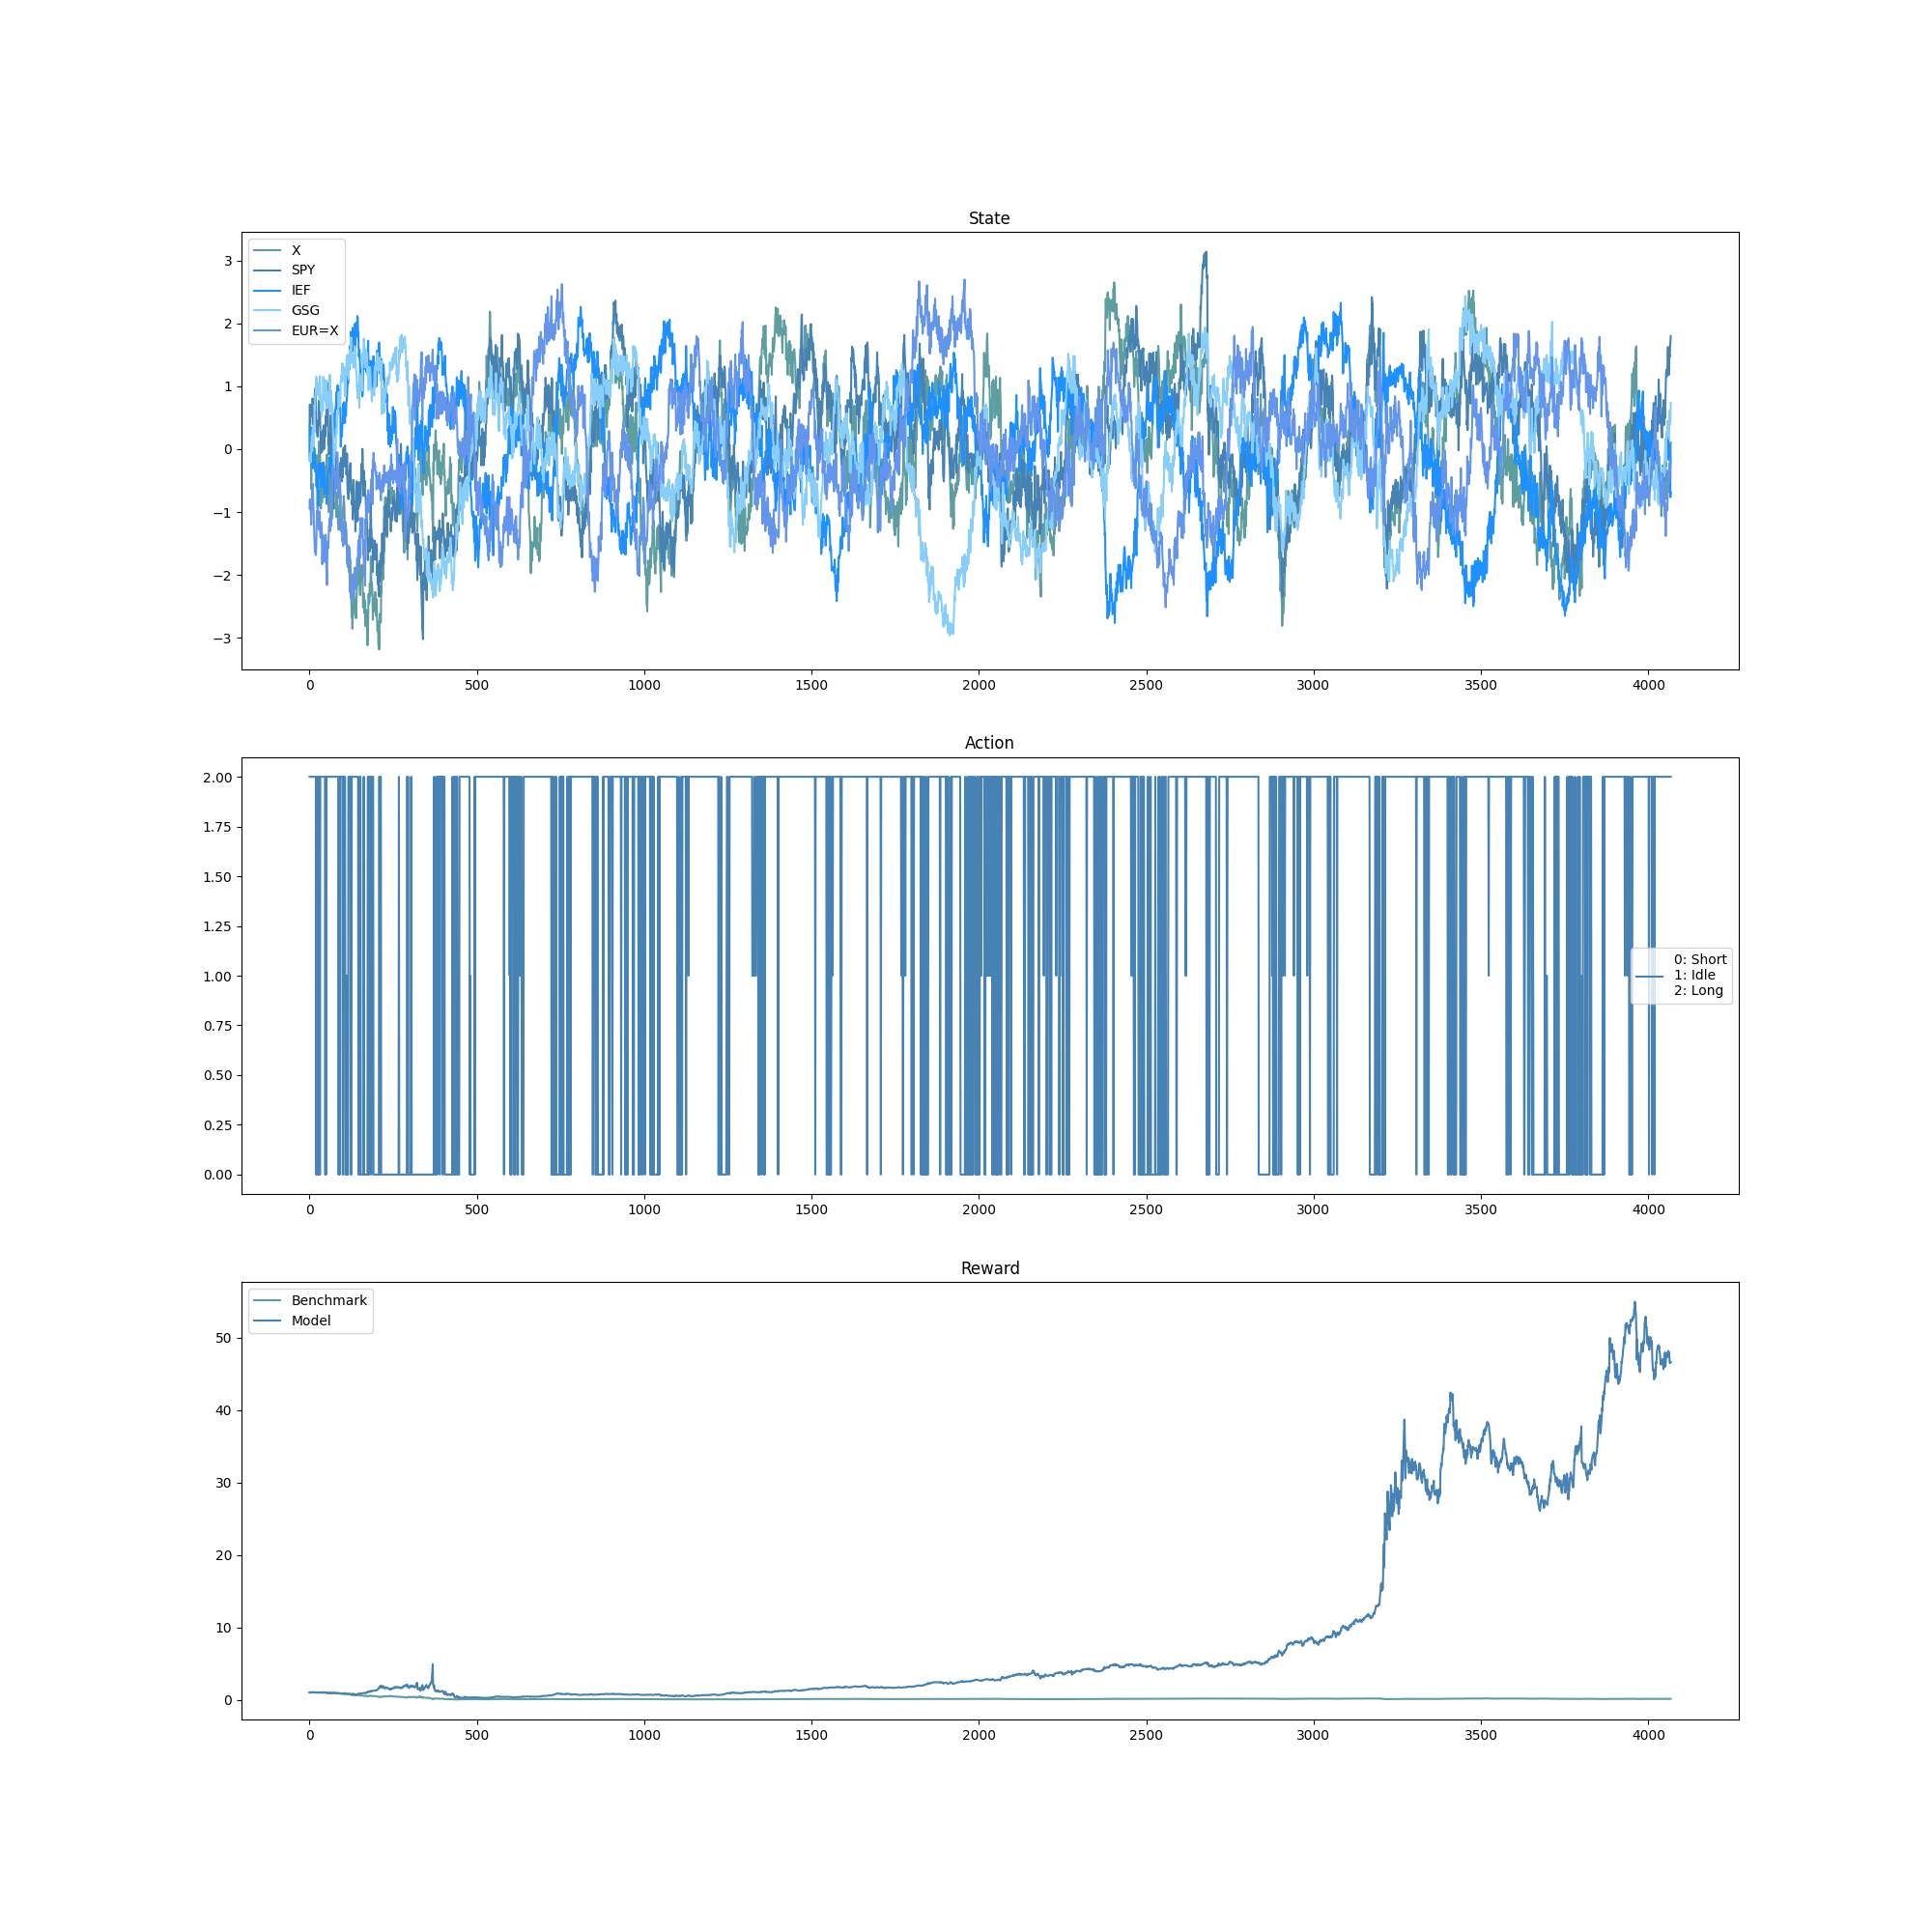 State
X
SPY
IEF
GSG
EUR=X
3
2
1
0
−1
−2
−3
0 500 1000 1500 2000 2500 3000 3500 4000
Action
2.00
1.75
1.50
1.25
1.00
0.75
0.50
0.25
0.00
0: Short
1: Idle
2: Long
0 500 1000 1500 2000 2500 3000 3500 4000
Reward
Benchmark
Model
50
40
30
20
10
0
0 500 1000 1500 2000 2500 3000 3500 4000